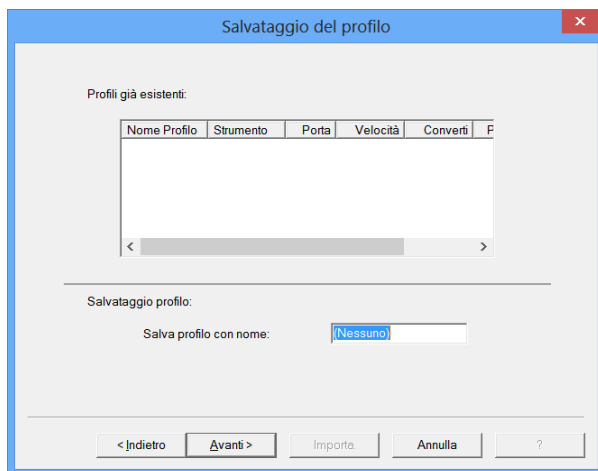 Salvataggio del profilo
Profili già esistenti:
Nome Profilo Strumento Porta Velocità Converti P
Salvataggio profilo:
Salva profilo con nome: (Nessuno)
< Indietro Avanti > Importa Annulla ?